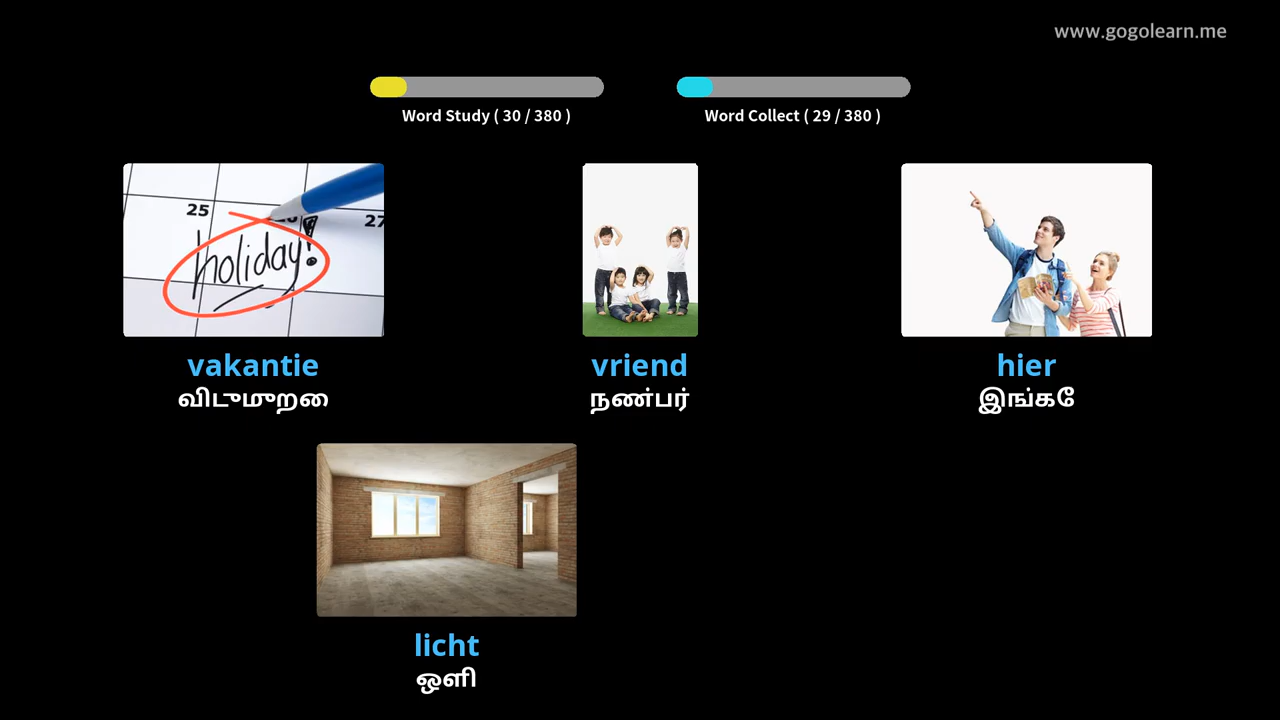 www.gogolearn.me
Word Study ( 30 / 380 )
Word Collect ( 29 / 380 )
25
27
holiday!
vakantie
விடுமுறை
vriend
நண்பர்
hier
இங்கே
licht
ஒளி